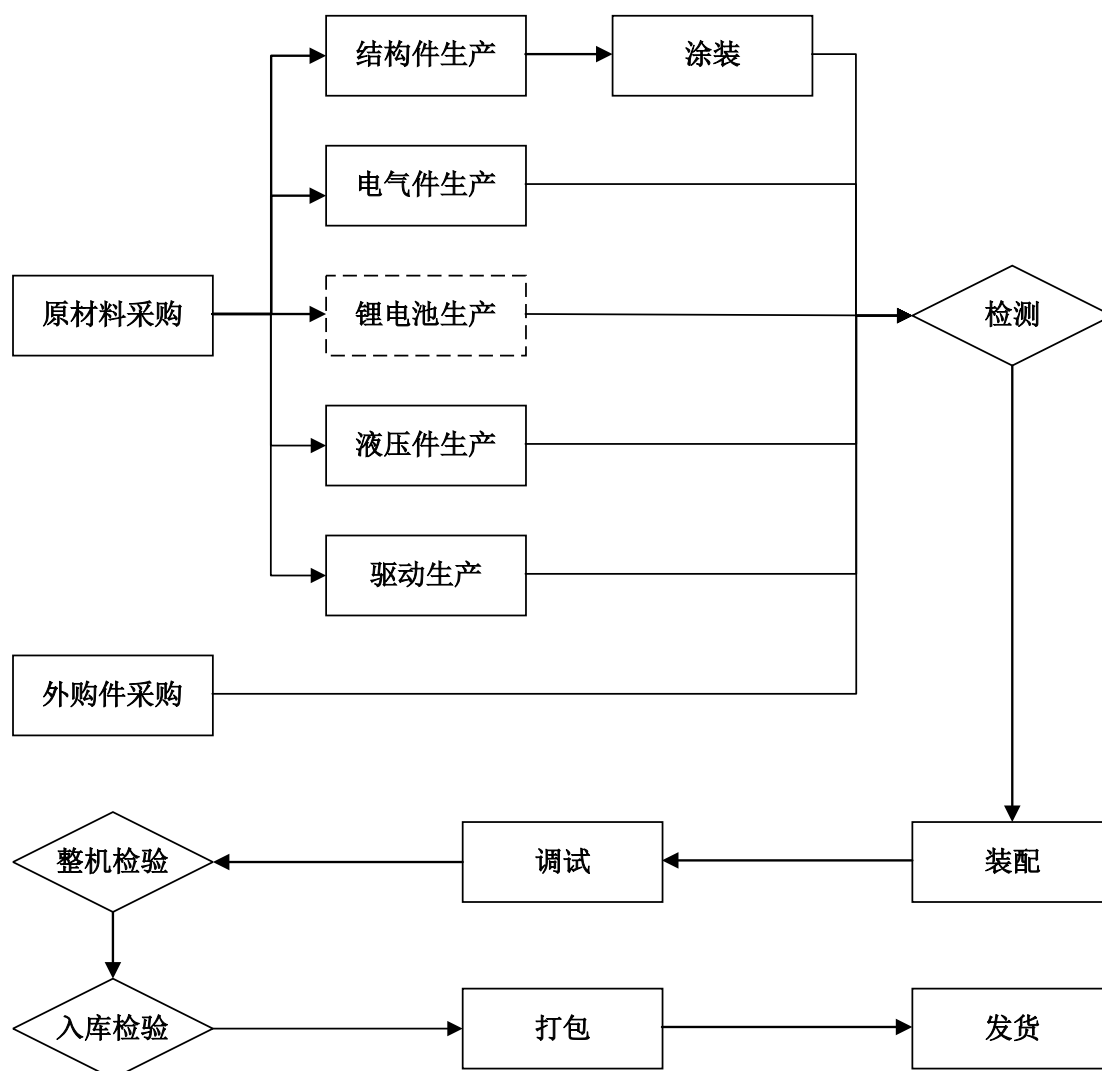 结构件生产
涂装
电气件生产
原材料采购
锂电池生产
检测
液压件生产
驱动生产
外购件采购
整机检验
调试
装配
入库检验
打包
发货